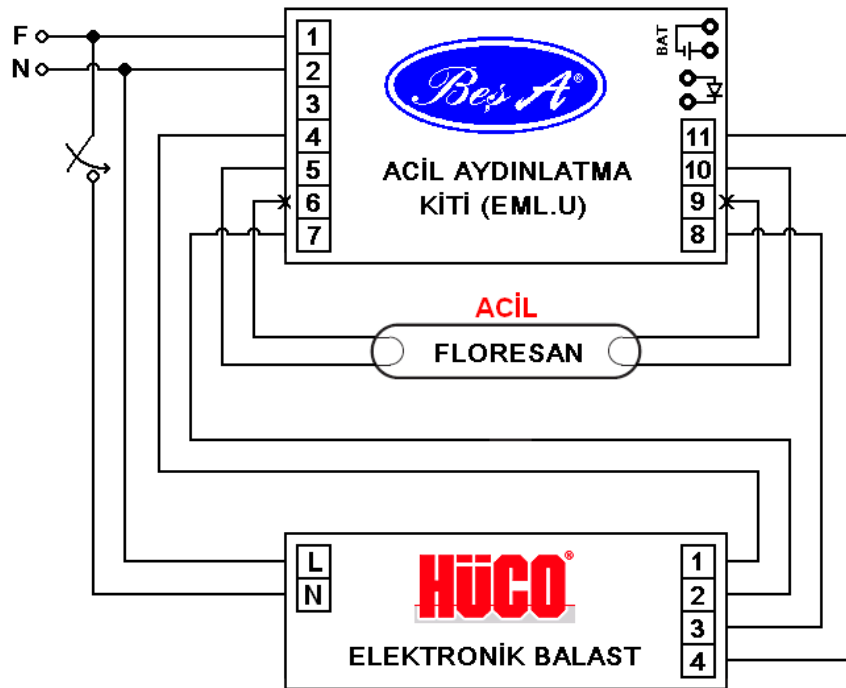 F
N
1
2
3
4
5
6
7
Beş A®
ACİL AYDINLATMA
KİTİ (EML.U)
BAT
11
10
9
8
ACİL
FLORESAN
L
N
HÜCO®
ELEKTRONİK BALAST
1
2
3
4